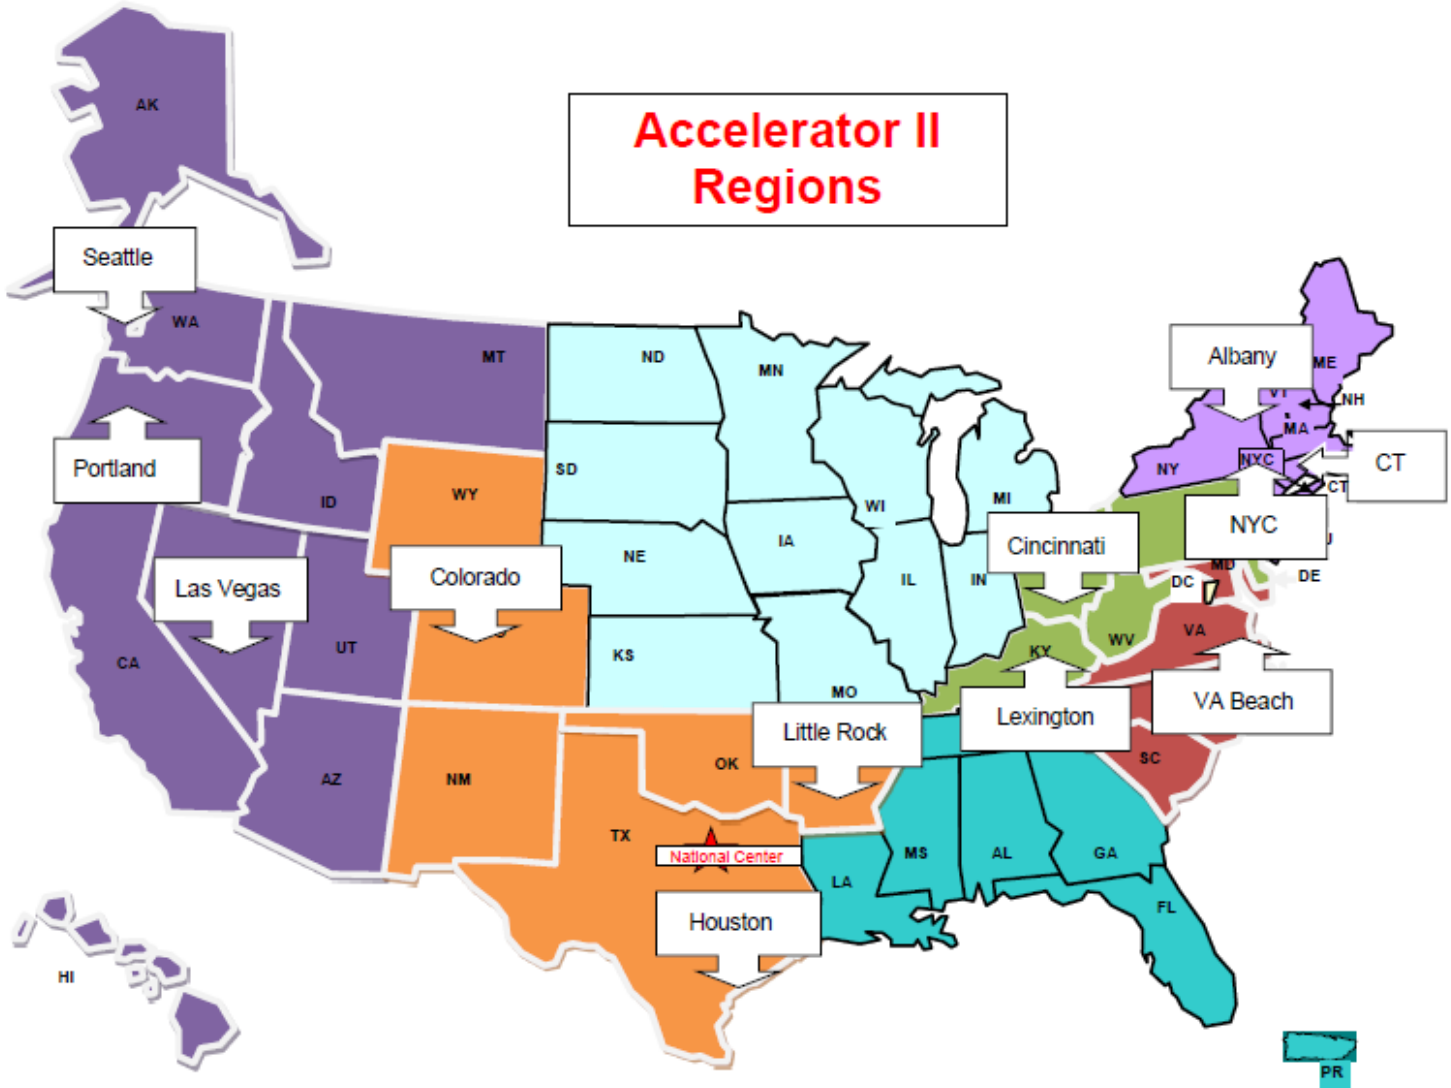 Accelerator II
Regions
AK
Seattle
WA
MT
ND
MN
Albany
ME
VT
NH
MA
CT
NY
NYC
CT
Portland
ID
WY
SD
WI
MI
NYC
J
Cincinnati
Las Vegas
Colorado
NE
IA
IL
IN
MD
DC
DE
CA
UT
KS
MO
KY
WV
VA
VA Beach
Lexington
Little Rock
AZ
NM
OK
SC
TX
National Center
LA
MS
AL
GA
FL
Houston
HI
PR